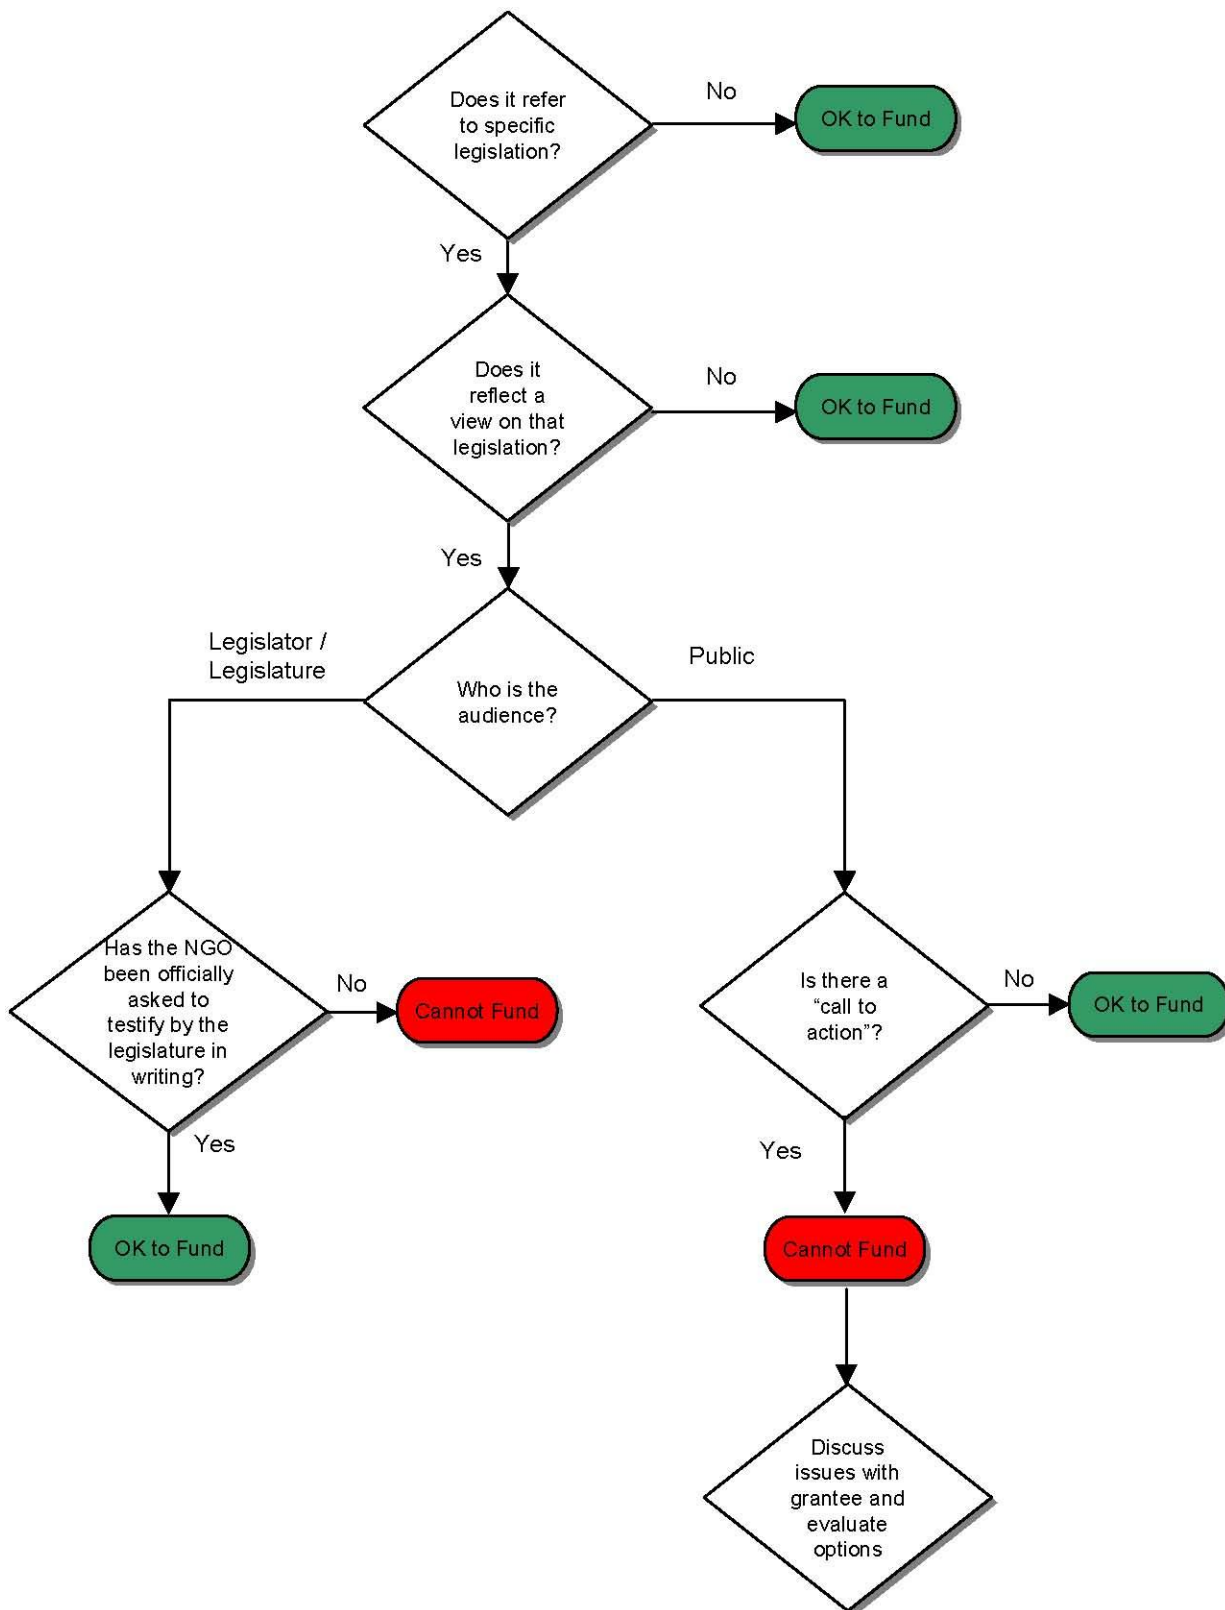 Does it refer
to specific
legislation?
No
OK to Fund
Yes
Does it
reflect a
view on that
legislation?
No
OK to Fund
Yes
Legislator /
Legislature
Who is the
audience?
Public
Has the NGO
been officially
asked to
testify by the
legislature in
writing?
No
Cannot Fund
Yes
OK to Fund
Is there a
“call to
action”?
No
OK to Fund
Yes
Cannot Fund
Discuss
issues with
grantee and
evaluate
options